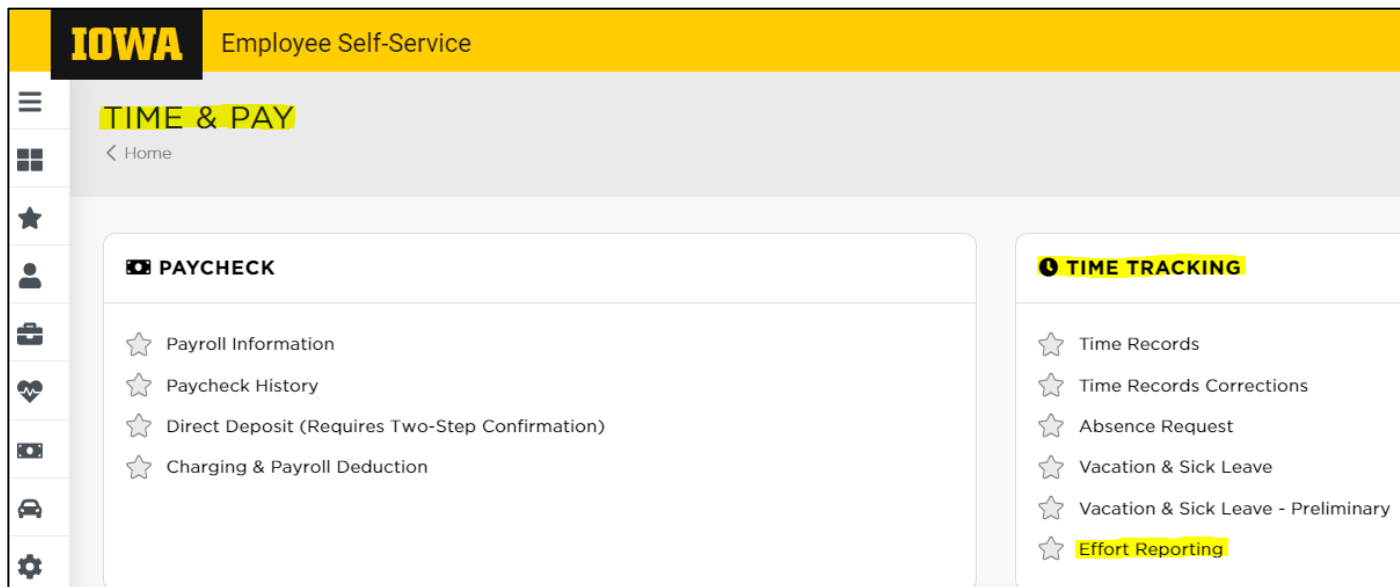 IOWA Employee Self-Service
TIME & PAY
Home
PAYCHECK
Payroll Information
Paycheck History
Direct Deposit (Requires Two-Step Confirmation)
Charging & Payroll Deduction
TIME TRACKING
Time Records
Time Records Corrections
Absence Request
Vacation & Sick Leave
Vacation & Sick Leave - Preliminary
Effort Reporting